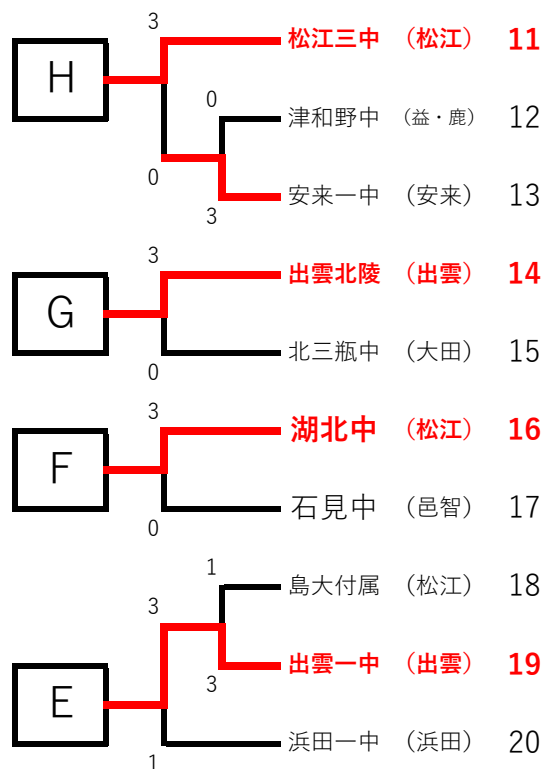 3
松江三中 （松江） 11
H
0
津和野中 （益・鹿） 12
0
安来一中 （安来） 13
3
3
出雲北陵 （出雲） 14
G
北三瓶中 （大田） 15
0
3
湖北中 （松江） 16
F
石見中 （邑智） 17
0
1
島大付属 （松江） 18
3
出雲一中 （出雲） 19
3
E
浜田一中 （浜田） 20
1